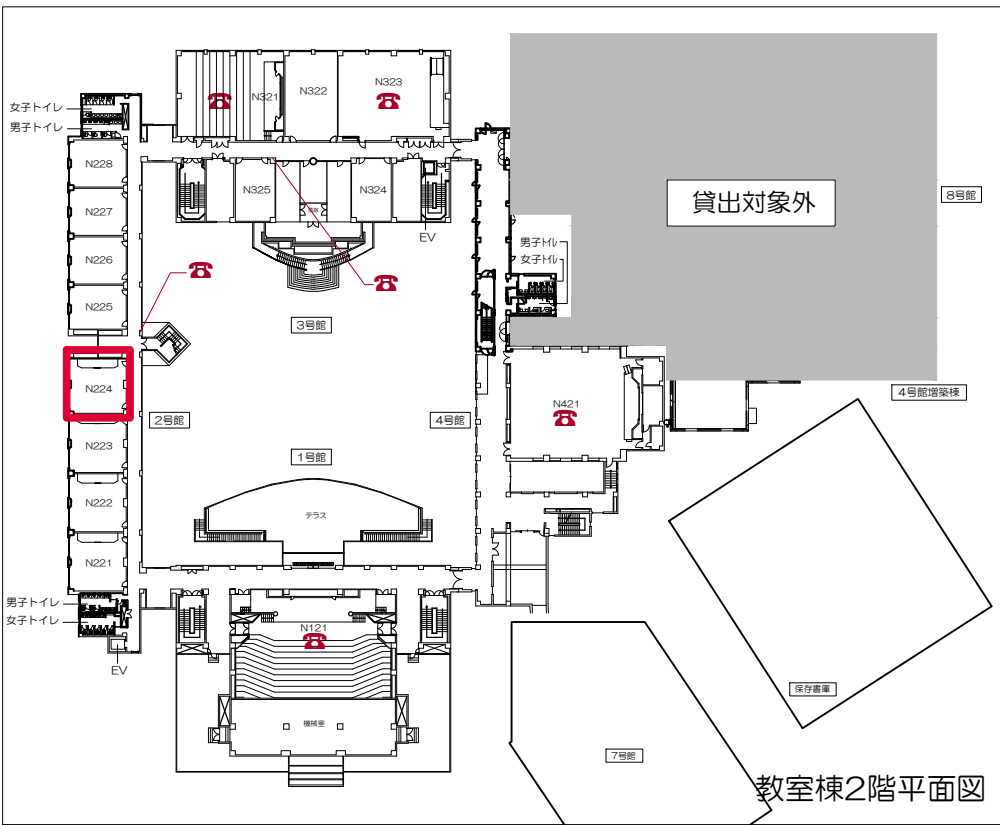 女子トイレ
男子トイレ
N228
N227
N226
N225
N224
N223
N222
N221
男子トイレ
女子トイレ
EV
2号館
N321
N322
N323
N325
N324
EV
3号館
1号館
テラス
N121
機械室
4号館
男子トイレ
女子トイレ
N421
貸出対象外
8号館
4号館増築棟
保存書庫
7号館
教室棟2階平面図